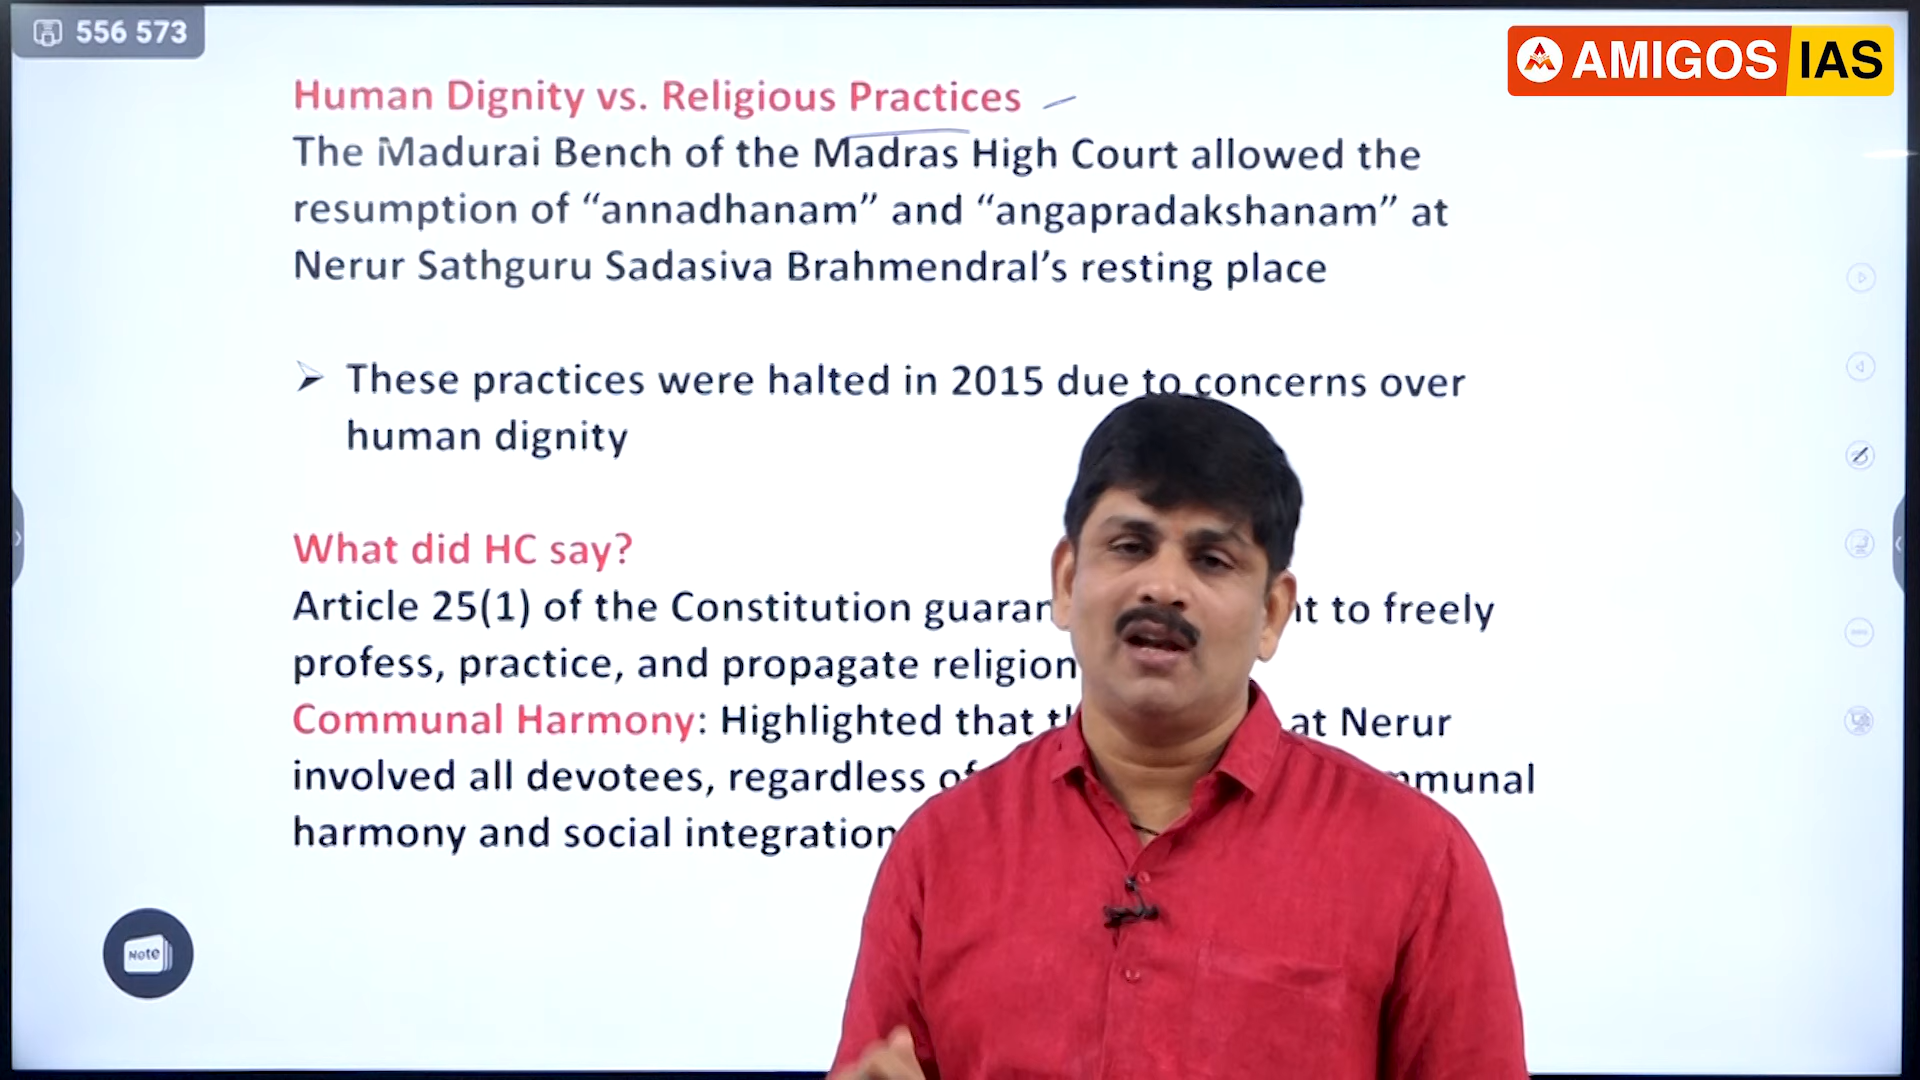 556 573
AMIGOS IAS
Human Dignity vs. Religious Practices
The Madurai Bench of the Madras High Court allowed the
resumption of “annadhanam” and “angapradakshanam” at
Nerur Sathguru Sadasiva Brahmendral’s resting place
These practices were halted in 2015 due to concerns over
human dignity
What did HC say?
Article 25(1) of the Constitution to freely
profess, practice, and propagate religion
Communal Harmony: Highlighted that at Nerur
involved all devotees, regardless
harmony and social integration
Note